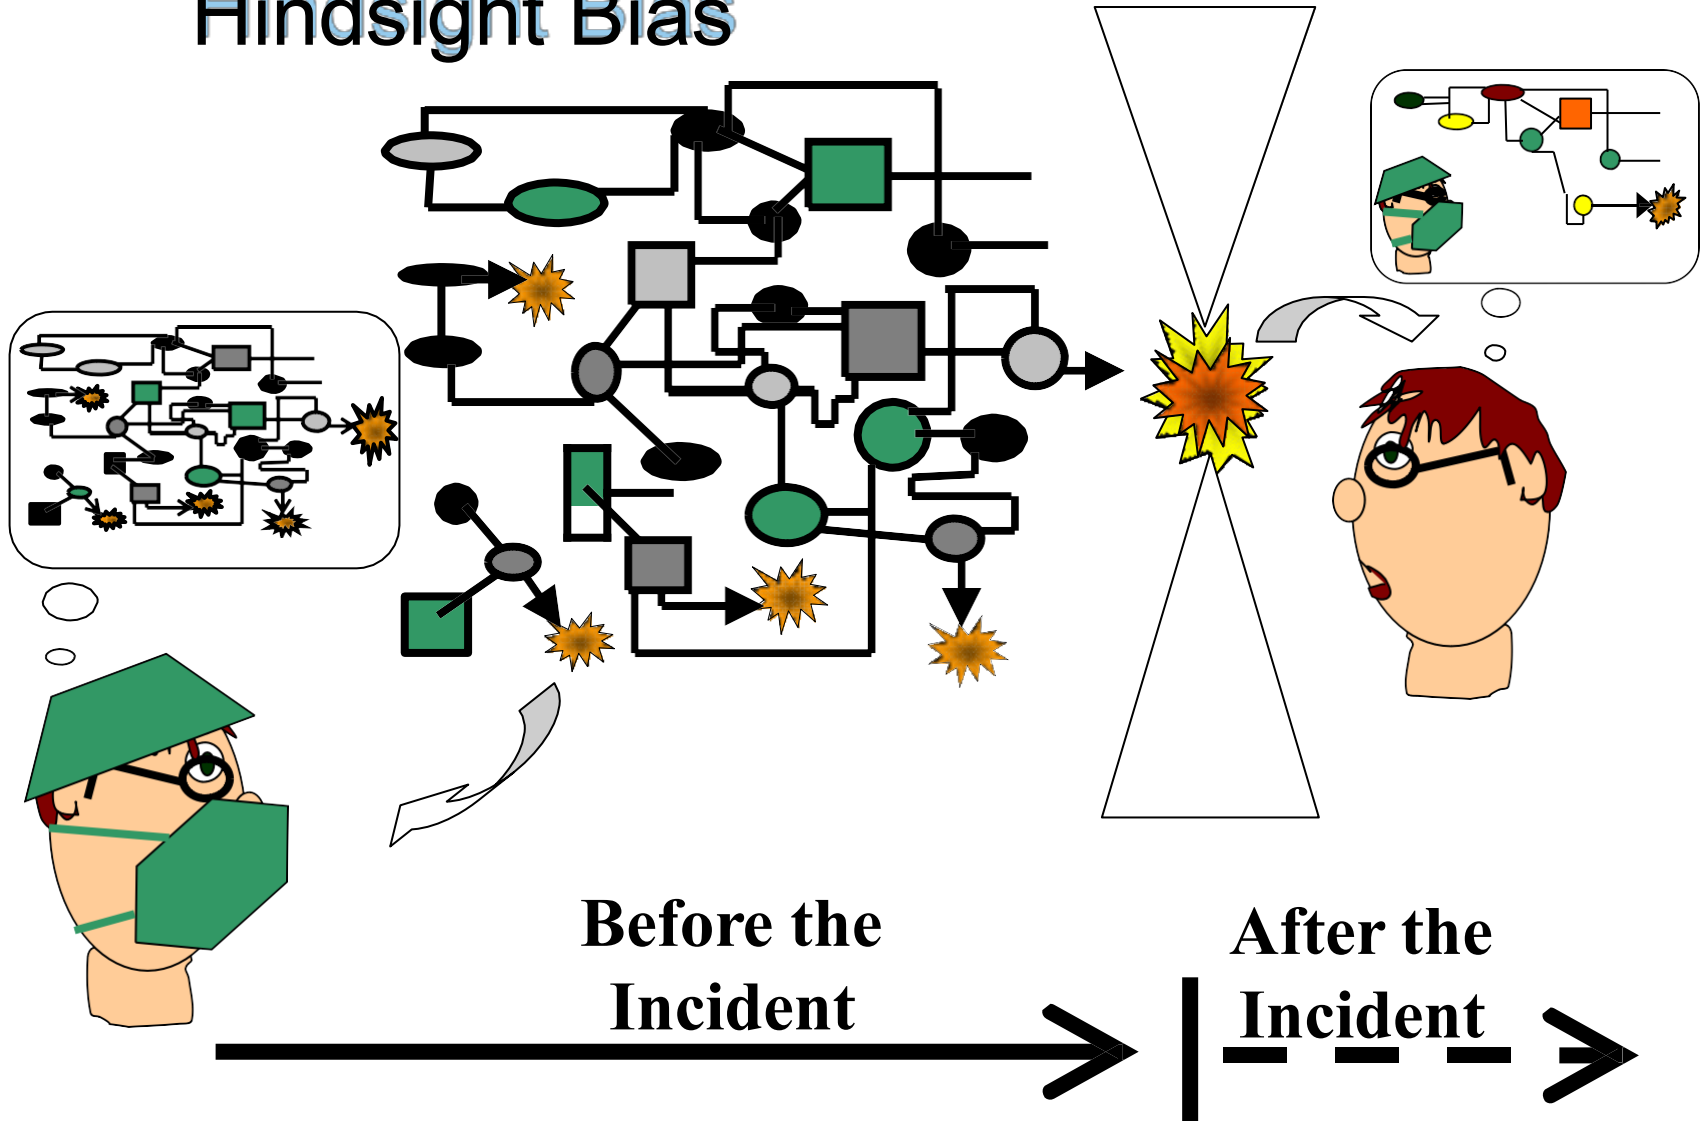 Hindsight Bias
Before the
Incident
After the
Incident